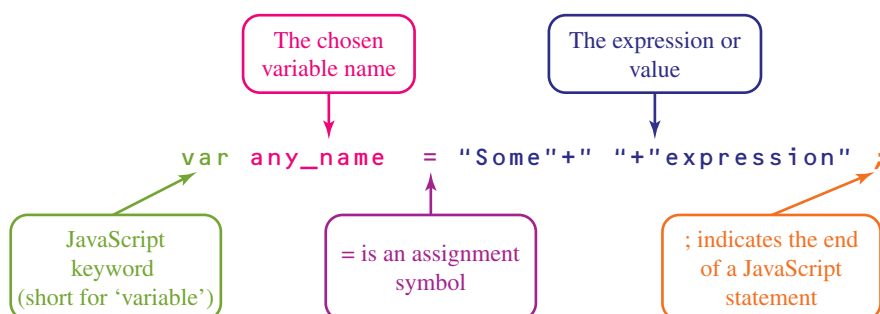 The chosen
variable name
The expression or
value
var any_name = “Some"+" “+"expression" ;
JavaScript
keyword
(short for ‘variable’)
= is an assignment
symbol
; indicates the end
of a JavaScript
statement